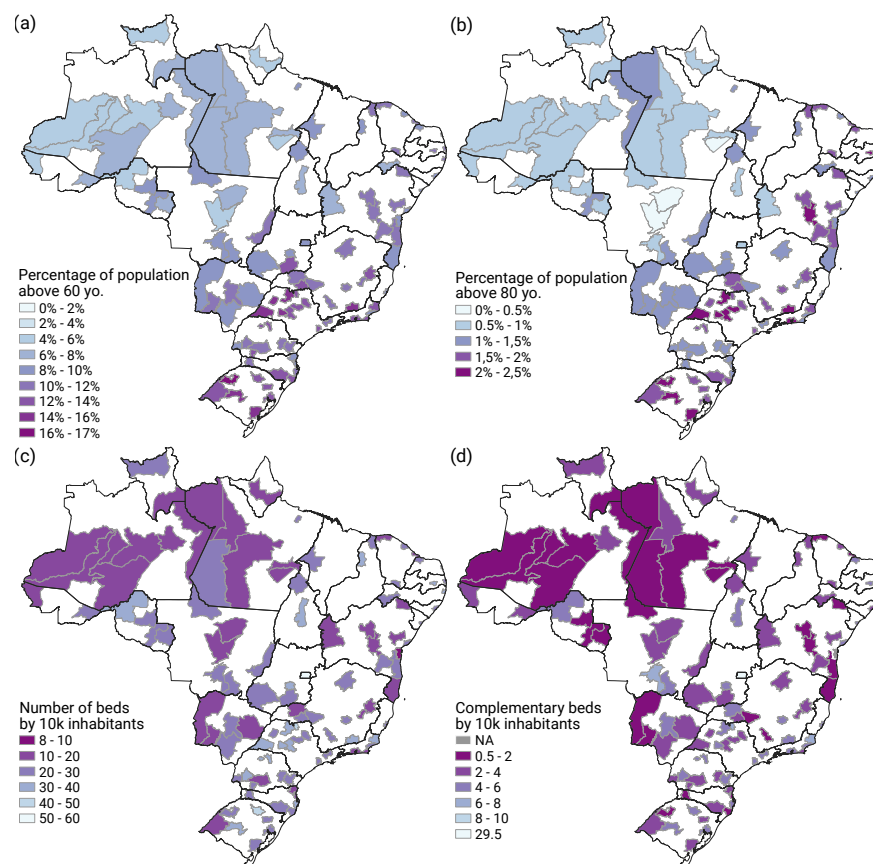 (a)
(b)
Percentage of population
above 60 yo.
0% - 2%
2% - 4%
4% - 6%
6% - 8%
8% - 10%
10% - 12%
12% - 14%
14% - 16%
16% - 17%
Percentage of population
above 80 yo.
0% - 0.5%
0.5% - 1%
1% - 1,5%
1,5% - 2%
2% - 2,5%
(c)
(d)
Number of beds
by 10k inhabitants
8 - 10
10 - 20
20 - 30
30 - 40
40 - 50
50 - 60
Complementary beds
by 10k inhabitants
NA
0.5 - 2
2 - 4
4 - 6
6 - 8
8 - 10
29.5